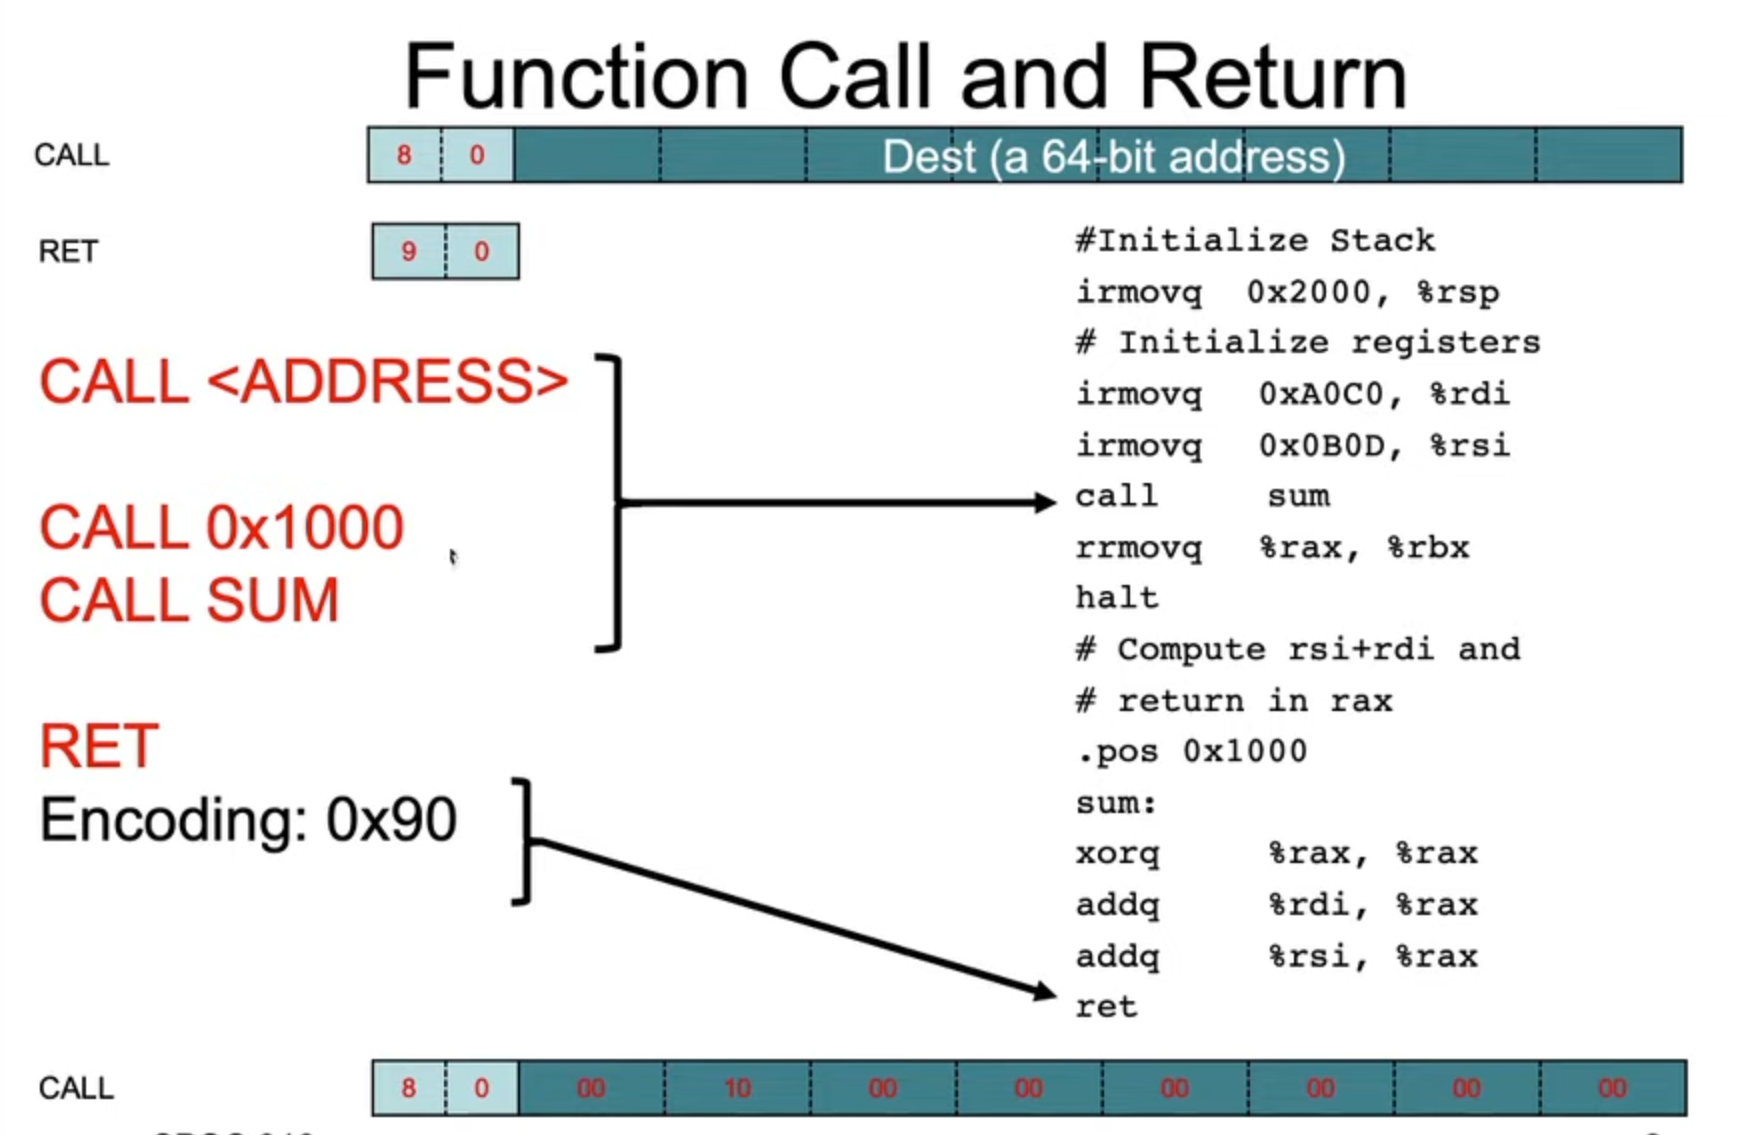 Function Call and Return
CALL 8 0 Dest (a 64-bit address)
RET 9 0
CALL <ADDRESS>
CALL 0x1000
CALL SUM
RET
Encoding: 0x90
#Initialize Stack
irmovq 0x2000, %rsp
# Initialize registers
irmovq 0xA0C0, %rdi
irmovq 0x0B0D, %rsi
call sum
rrmovq %rax, %rbx
halt
# Compute rsi+rdi and
# return in rax
.pos 0x1000
sum:
xorq %rax, %rax
addq %rdi, %rax
addq %rsi, %rax
ret
CALL 8 0 00 10 00 00 00 00 00 00